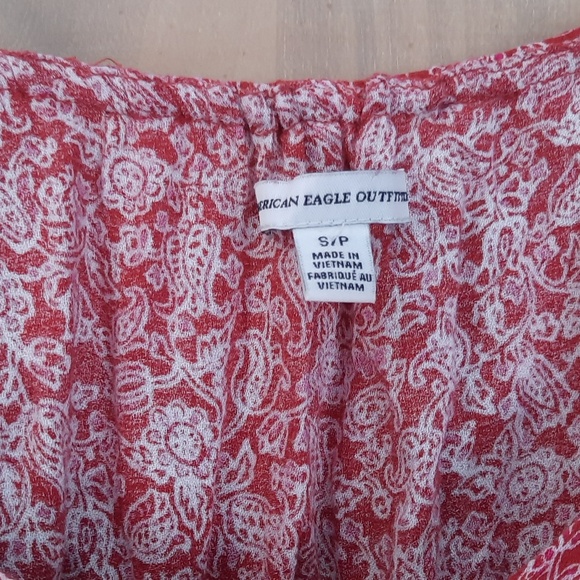 ERICAN EAGLE OUTFITTE
S/P
MADE IN
VIETNAM
FABRIQUÉ AU
VIETNAM